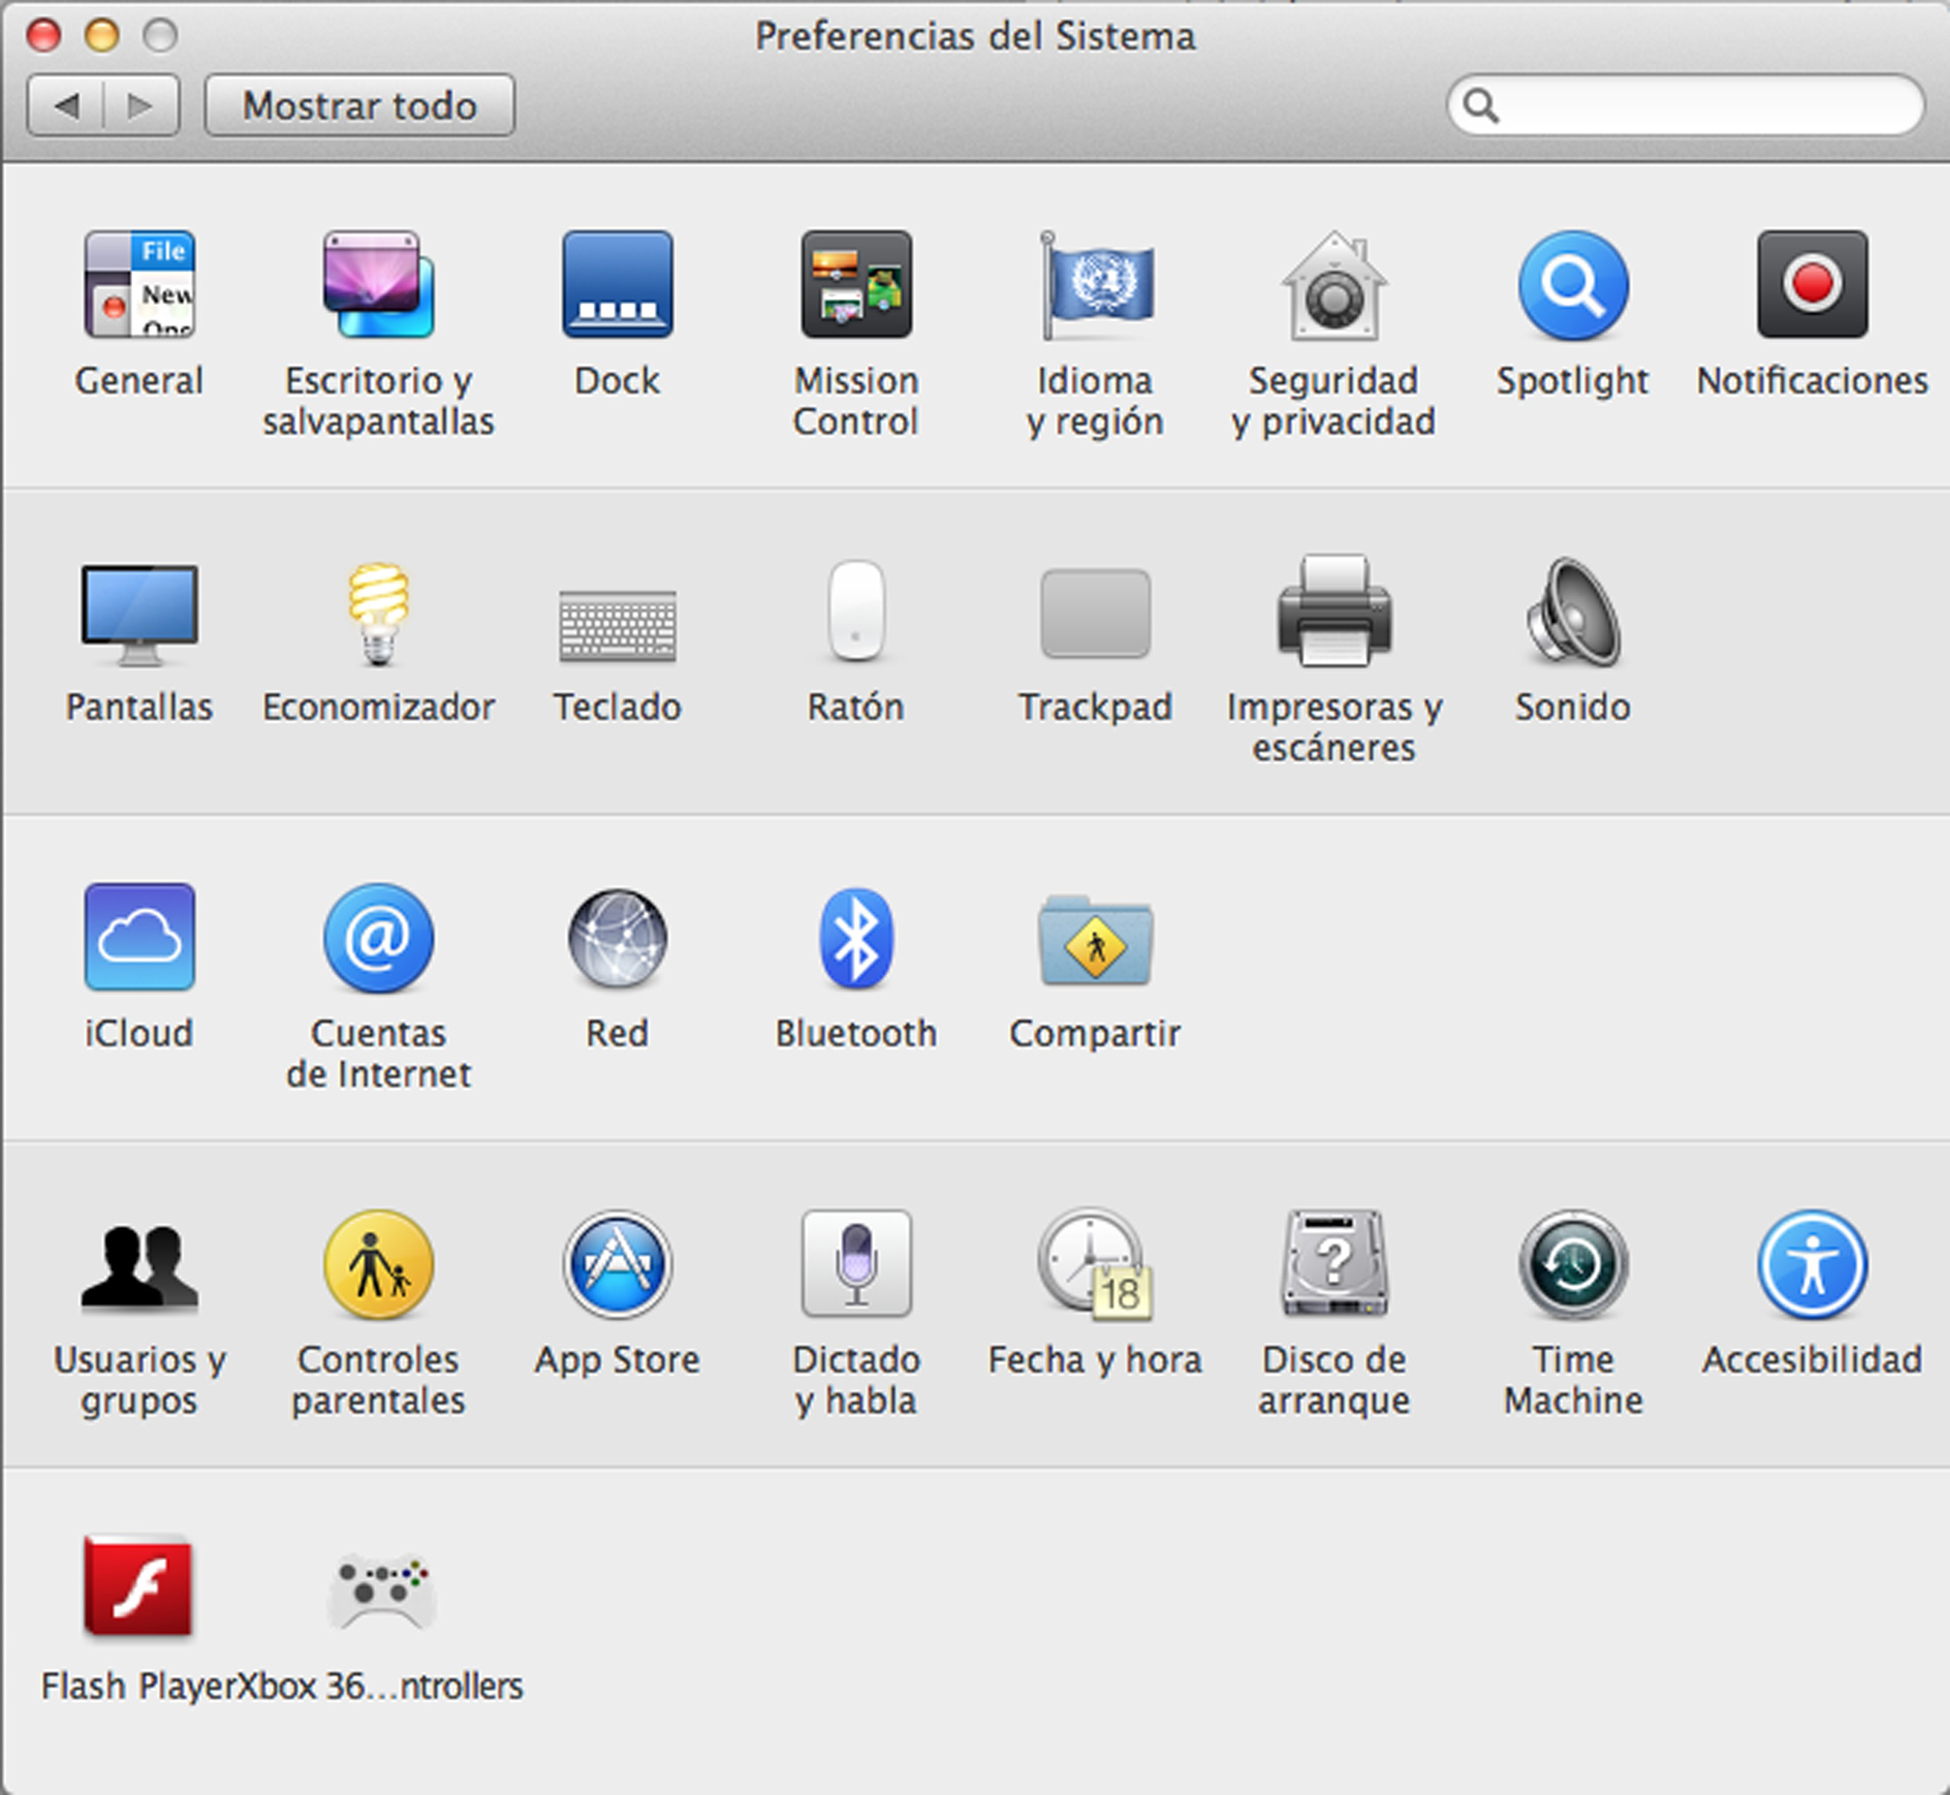 Preferencias del Sistema
Mostrar todo
File
New
General
Escritorio y
salvapantallas
Dock
Mission
Control
Idioma
y región
Seguridad
y privacidad
Spotlight
Notificaciones
Pantallas
Economizador
Teclado
Ratón
Trackpad
Impresoras y
escáneres
Sonido
@
iCloud
Cuentas
de Internet
Red
Bluetooth
Compartir
18
?
Usuarios y
grupos
Controles
parentales
App Store
Dictado
y habla
Fecha y hora
Disco de
arranque
Time
Machine
Accesibilidad
Flash Player
Xbox 36...ntrollers